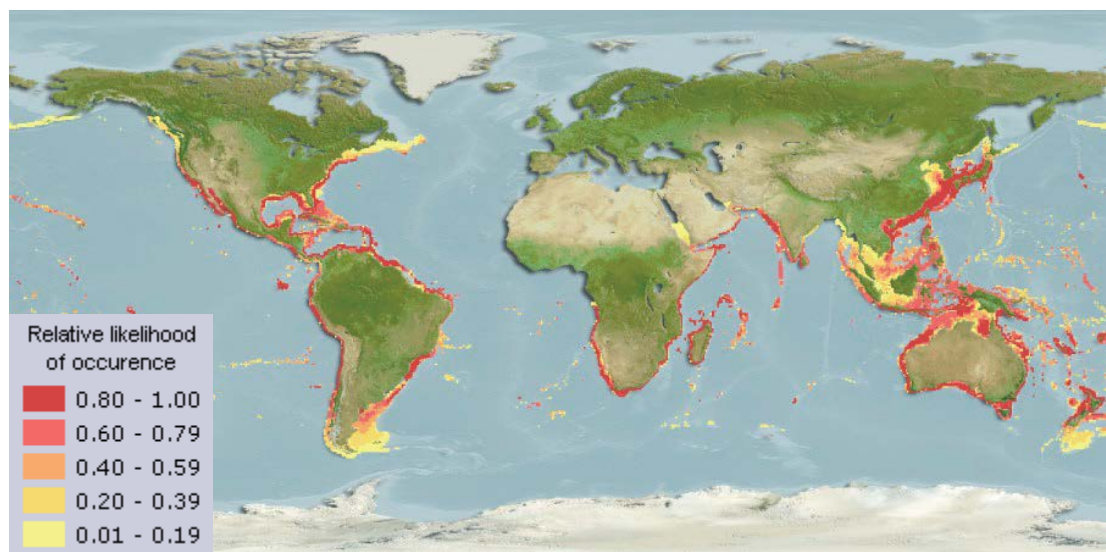 Relative likelihood
of occurence
0.80 - 1.00
0.60 - 0.79
0.40 - 0.59
0.20 - 0.39
0.01 - 0.19